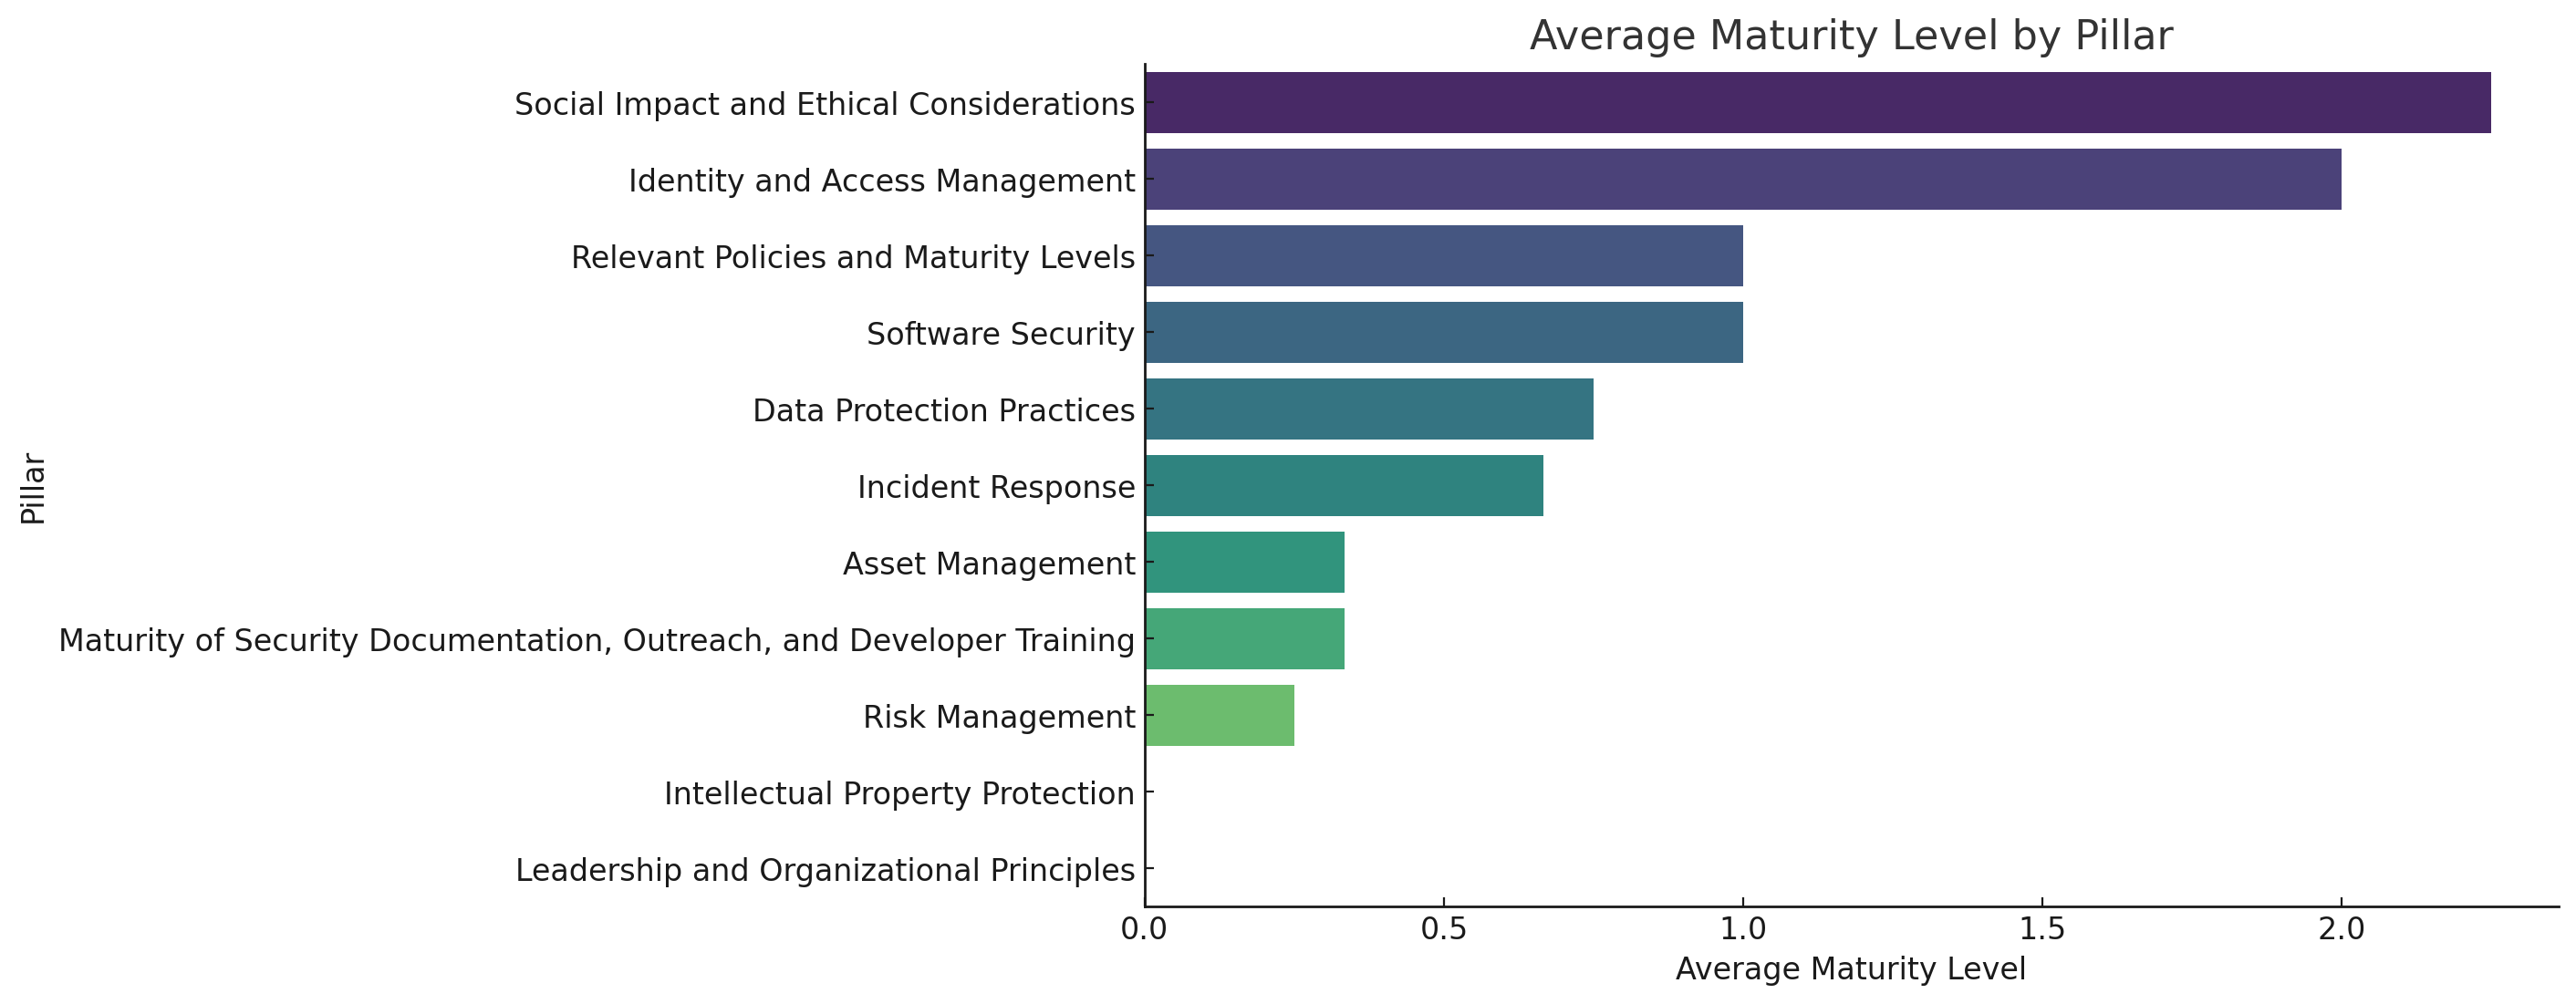 Average Maturity Level by Pillar
Social Impact and Ethical Considerations
Identity and Access Management
Relevant Policies and Maturity Levels
Software Security
Data Protection Practices
Incident Response
Asset Management
Maturity of Security Documentation, Outreach, and Developer Training
Risk Management
Intellectual Property Protection
Leadership and Organizational Principles
Pillar
0.0 0.5 1.0 1.5 2.0
Average Maturity Level